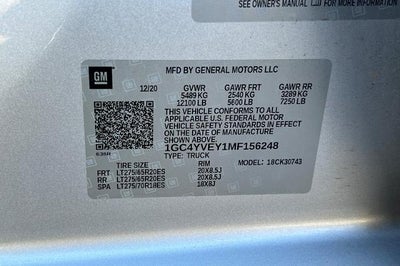 SEE OWNER'S MANUAL
FOR MORE INFORMATION
GM
MFD BY GENERAL MOTORS LLC
12/20 GVWR GAWR FRT GAWR RR
5489 KG 2540 KG 3289 KG
12100 LB 5600 LB 7250 LB
THIS VEHICLE CONFORMS TO ALL
APPLICABLE U.S. FEDERAL MOTOR
VEHICLE SAFETY STANDARDS IN
EFFECT ON THE DATE OF MANUFACTURE
SHOWN ABOVE
1GC4YVEY1MF156248
TYPE: TRUCK
TIRE SIZE RIM MODEL: 18CK30743
FRT LT275/65R20ES 20X8.5J
RR LT275/65R20ES 20X8.5J
SPA LT275/70R18ES 18X8J